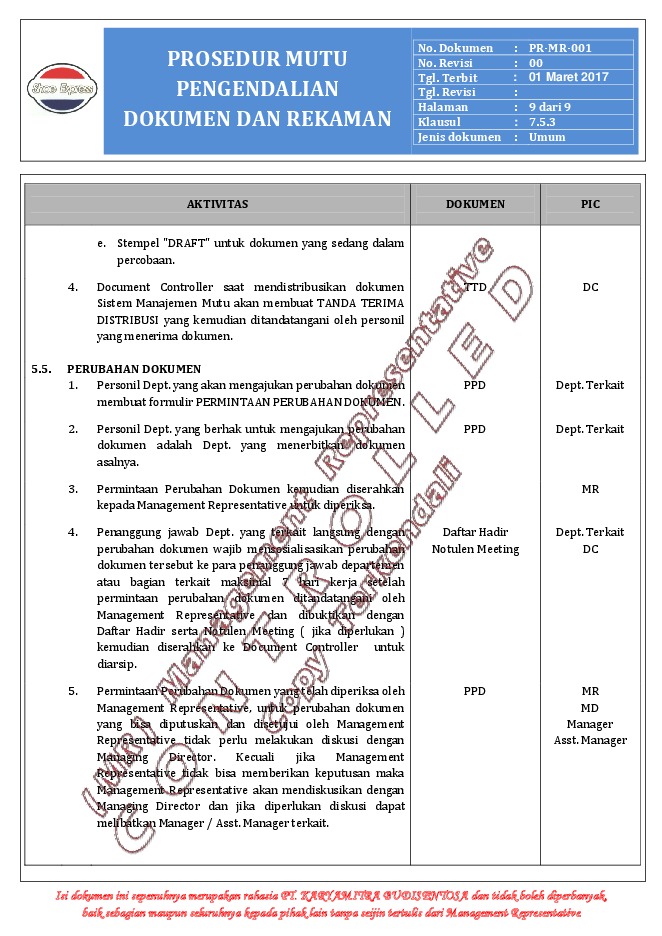 Shoes Express
PROSEDUR MUTU
PENGENDALIAN
DOKUMEN DAN REKAMAN
No. Dokumen : PR-MR-001
No. Revisi : 00
Tgl. Terbit : 01 Maret 2017
Tgl. Revisi :
Halaman : 9 dari 9
Klausul : 7.5.3
Jenis dokumen : Umum
AKTIVITAS DOKUMEN PIC
e. Stempel "DRAFT" untuk dokumen yang sedang dalam
percobaan.
4. Document Controller saat mendistribusikan dokumen TTD DC
Sistem Manajemen Mutu akan membuat TANDA TERIMA
DISTRIBUSI yang kemudian ditandatangani oleh personil
yang menerima dokumen.
5.5. PERUBAHAN DOKUMEN
1. Personil Dept. yang akan mengajukan perubahan dokumen PPD Dept. Terkait
membuat formulir PERMINTAAN PERUBAHAN DOKUMEN.
2. Personil Dept. yang berhak untuk mengajukan perubahan PPD Dept. Terkait
dokumen adalah Dept. yang menerbitkan dokumen
asalnya.
3. Permintaan Perubahan Dokumen kemudian diserahkan MR
kepada Management Representative untuk diperiksa.
4. Penanggung jawab Dept. yang terkait langsung dengan Daftar Hadir Dept. Terkait
perubahan dokumen wajib mensosialisasikan perubahan Notulen Meeting DC
dokumen tersebut ke para penanggung jawab departemen
atau bagian terkait maksimal 7 hari kerja setelah
permintaan perubahan dokumen ditandatangani oleh
Management Representative dan dibuktikan dengan
Daftar Hadir serta Notulen Meeting ( jika diperlukan )
kemudian diserahkan ke Document Controller untuk
diarsip.
5. Permintaan Perubahan Dokumen yang telah diperiksa oleh PPD MR
Management Representative, untuk perubahan dokumen MD
yang bisa diputuskan dan disetujui oleh Management Manager
Representative tidak perlu melakukan diskusi dengan Asst. Manager
Managing Director. Kecuali jika Management
Representative tidak bisa memberikan keputusan maka
Management Representative akan mendiskusikan dengan
Managing Director dan jika diperlukan diskusi dapat
melibatkan Manager / Asst. Manager terkait.
(MR) Management Representative
CONTROLLED
Copy Terkendali
Isi dokumen ini sepenuhnya merupakan rahasia PT. KARYAMITRA BUDISENTOSA dan tidak boleh diperbanyak,
baik sebagian maupun seluruhnya kepada pihak lain tanpa seijin tertulis dari Management Representative